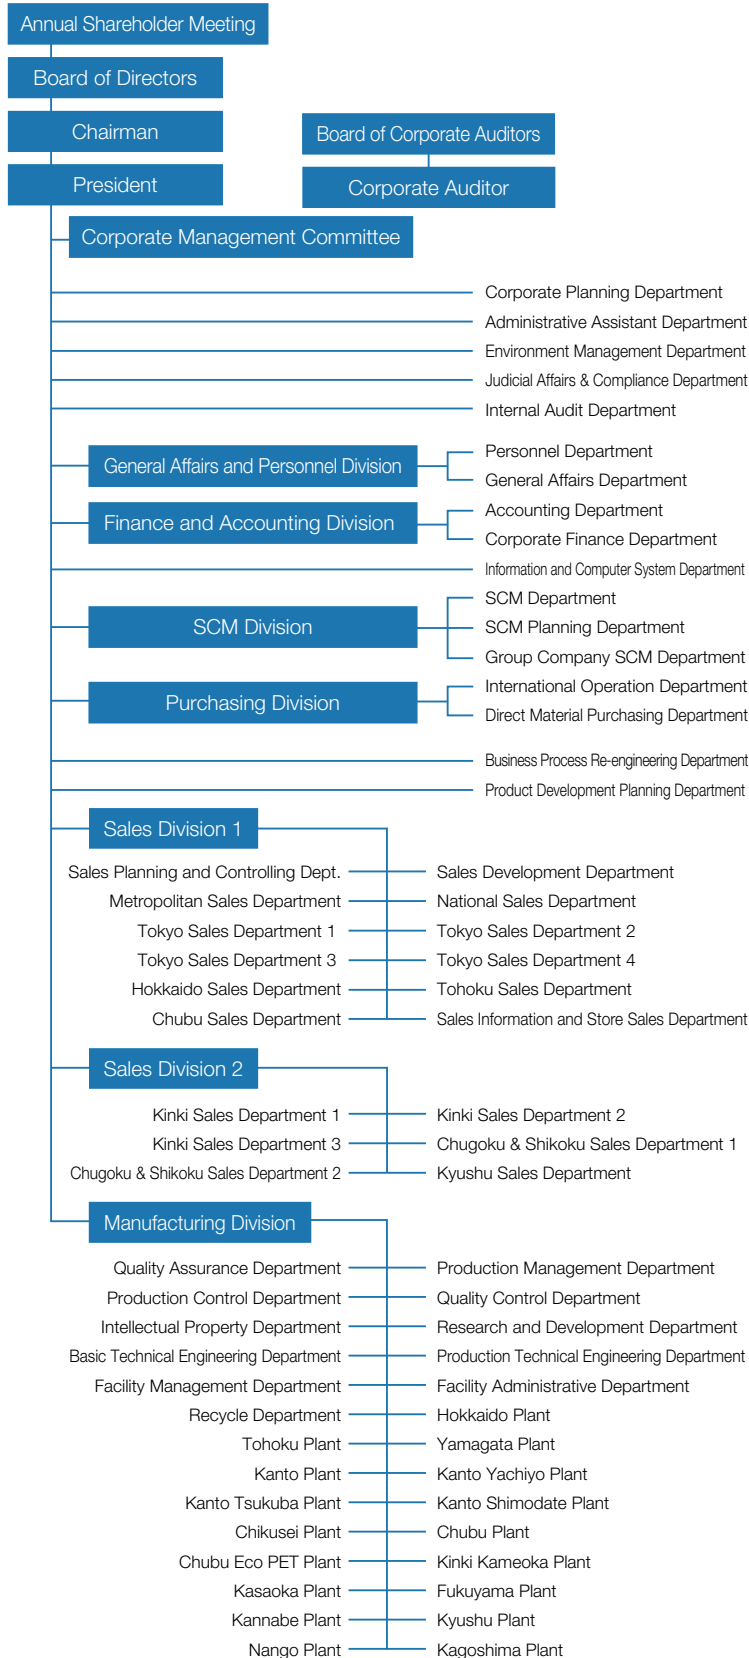 Annual Shareholder Meeting
Board of Directors
Chairman
Board of Corporate Auditors
President
Corporate Auditor
Corporate Management Committee
Corporate Planning Department
Administrative Assistant Department
Environment Management Department
Judicial Affairs & Compliance Department
Internal Audit Department
General Affairs and Personnel Division
Personnel Department
General Affairs Department
Finance and Accounting Division
Accounting Department
Corporate Finance Department
Information and Computer System Department
SCM Division
SCM Department
SCM Planning Department
Group Company SCM Department
Purchasing Division
International Operation Department
Direct Material Purchasing Department
Business Process Re-engineering Department
Product Development Planning Department
Sales Division 1
Sales Planning and Controlling Dept.
Sales Development Department
Metropolitan Sales Department
National Sales Department
Tokyo Sales Department 1
Tokyo Sales Department 2
Tokyo Sales Department 3
Tokyo Sales Department 4
Hokkaido Sales Department
Tohoku Sales Department
Chubu Sales Department
Sales Information and Store Sales Department
Sales Division 2
Kinki Sales Department 1
Kinki Sales Department 2
Kinki Sales Department 3
Chugoku & Shikoku Sales Department 1
Chugoku & Shikoku Sales Department 2
Kyushu Sales Department
Manufacturing Division
Quality Assurance Department
Production Management Department
Production Control Department
Quality Control Department
Intellectual Property Department
Research and Development Department
Basic Technical Engineering Department
Production Technical Engineering Department
Facility Management Department
Facility Administrative Department
Recycle Department
Hokkaido Plant
Tohoku Plant
Yamagata Plant
Kanto Plant
Kanto Yachiyo Plant
Kanto Tsukuba Plant
Kanto Shimodate Plant
Chikusei Plant
Chubu Plant
Chubu Eco PET Plant
Kinki Kameoka Plant
Kasaoka Plant
Fukuyama Plant
Kannabe Plant
Kyushu Plant
Nango Plant
Kagoshima Plant